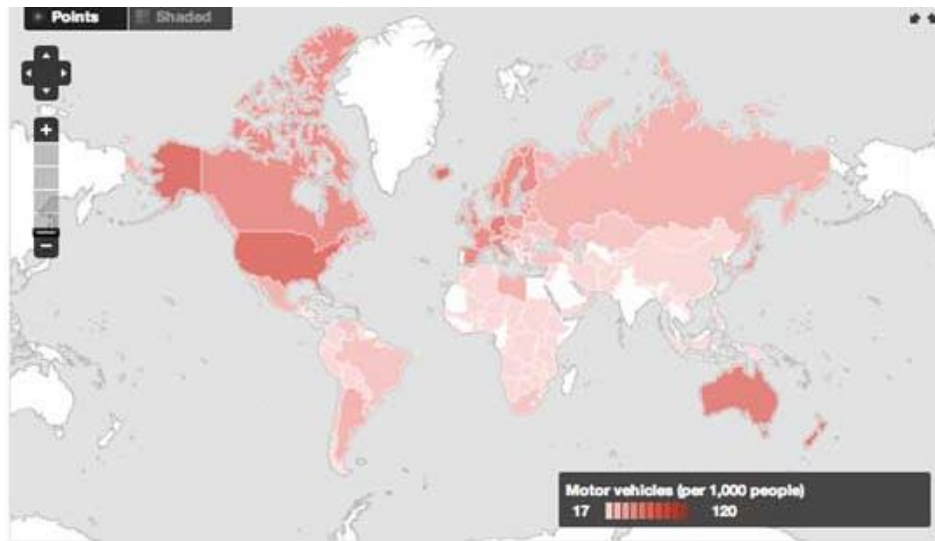 Points Shaded
+
−
Motor vehicles (per 1,000 people)
17 120